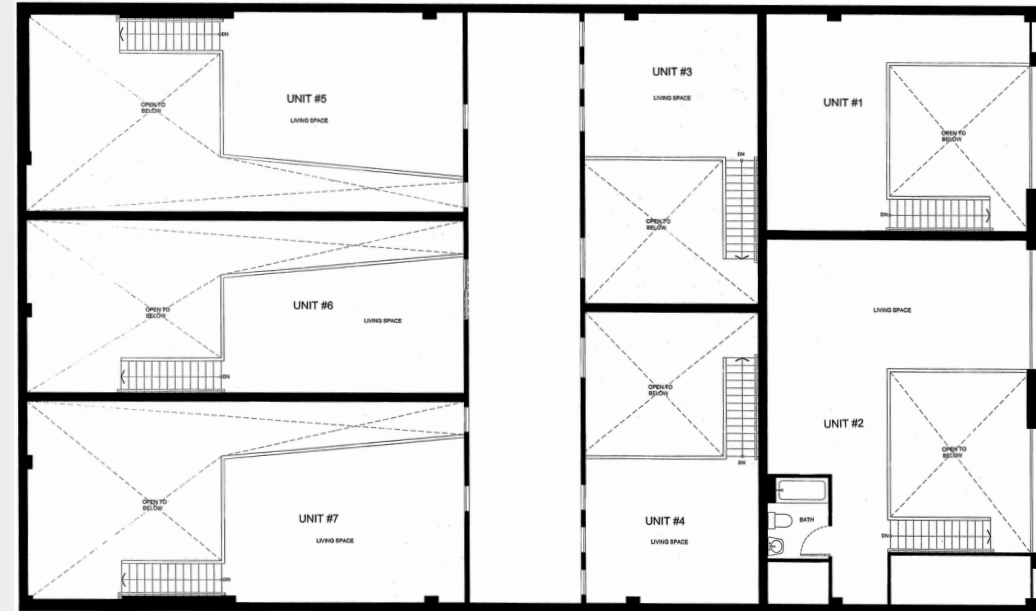 DN
UNIT #5
OPEN TO
BELOW
LIVING SPACE
UNIT #6
OPEN TO
BELOW
LIVING SPACE
DN
OPEN TO
BELOW
UNIT #7
LIVING SPACE
DN
UNIT #3
LIVING SPACE
DN
OPEN TO
BELOW
OPEN TO
BELOW
DN
UNIT #4
LIVING SPACE
UNIT #1
OPEN TO
BELOW
DN
LIVING SPACE
UNIT #2
OPEN TO
BELOW
BATH
DN